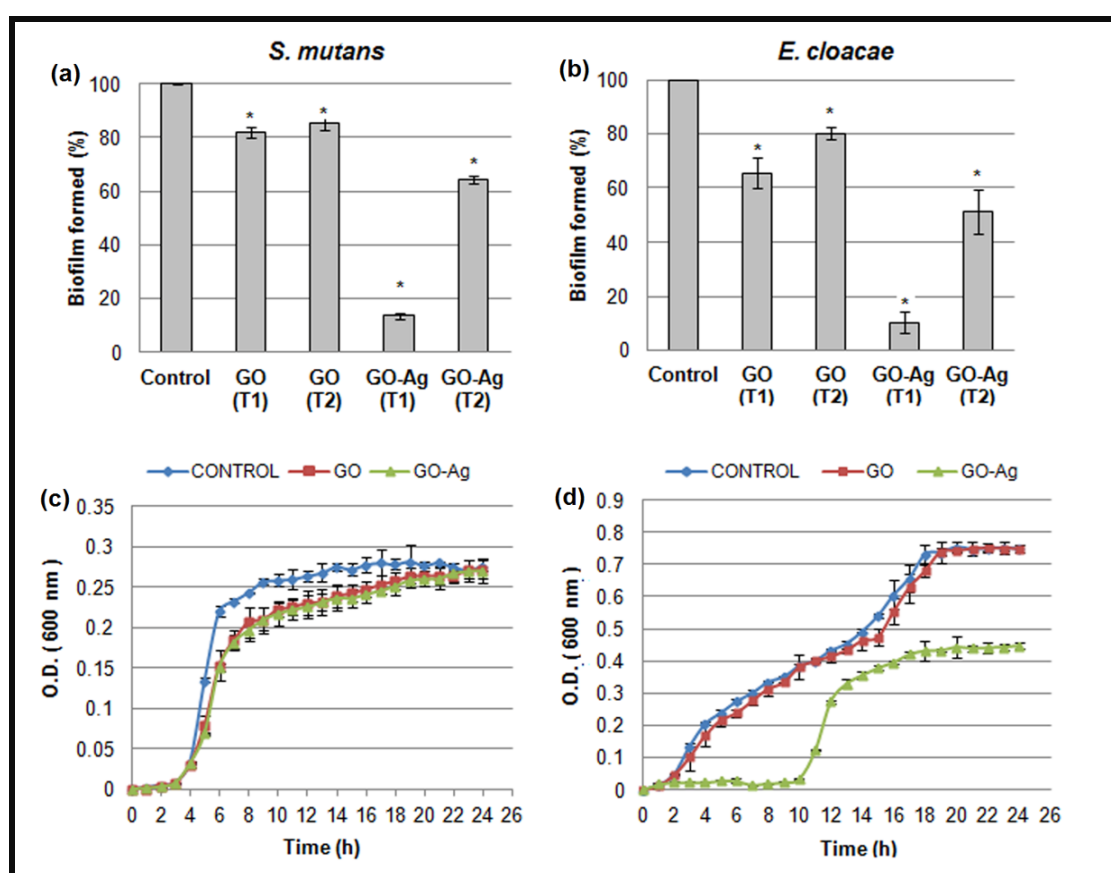 S. mutans
(a)
Biofilm formed (%)
100
80
60
40
20
0
*
*
*
*
Control
GO
(T1)
GO
(T2)
GO-Ag
(T1)
GO-Ag
(T2)
E. cloacae
(b)
Biofilm formed (%)
100
80
60
40
20
0
*
*
*
*
Control
GO
(T1)
GO
(T2)
GO-Ag
(T1)
GO-Ag
(T2)
CONTROL GO GO-Ag
(c)
O.D. ( 600 nm )
0.35
0.3
0.25
0.2
0.15
0.1
0.05
0
0 2 4 6 8 10 12 14 16 18 20 22 24 26
Time (h)
CONTROL GO GO-Ag
(d)
O.D.( 600 nm )
0.9
0.8
0.7
0.6
0.5
0.4
0.3
0.2
0.1
0
0 2 4 6 8 10 12 14 16 18 20 22 24 26
Time (h)